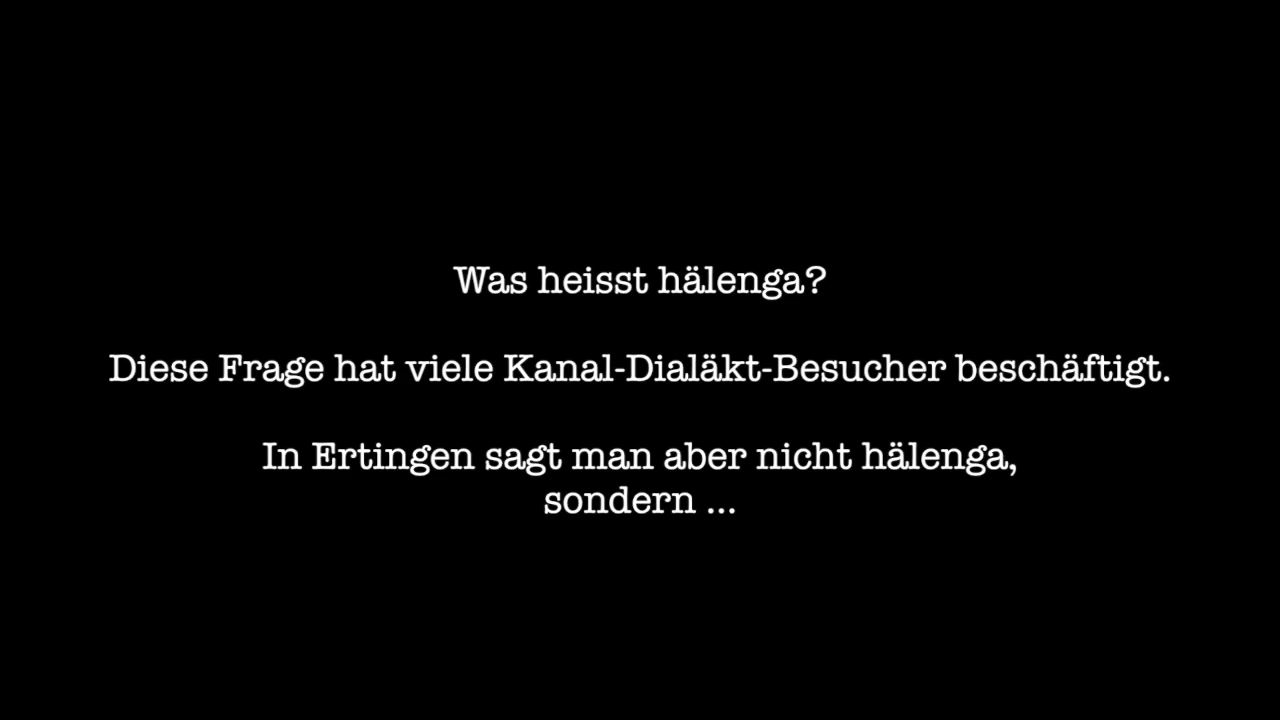 Was heisst hälenga?
Diese Frage hat viele Kanal-Dialäkt-Besucher beschäftigt.
In Ertingen sagt man aber nicht hälenga,
sondern ...